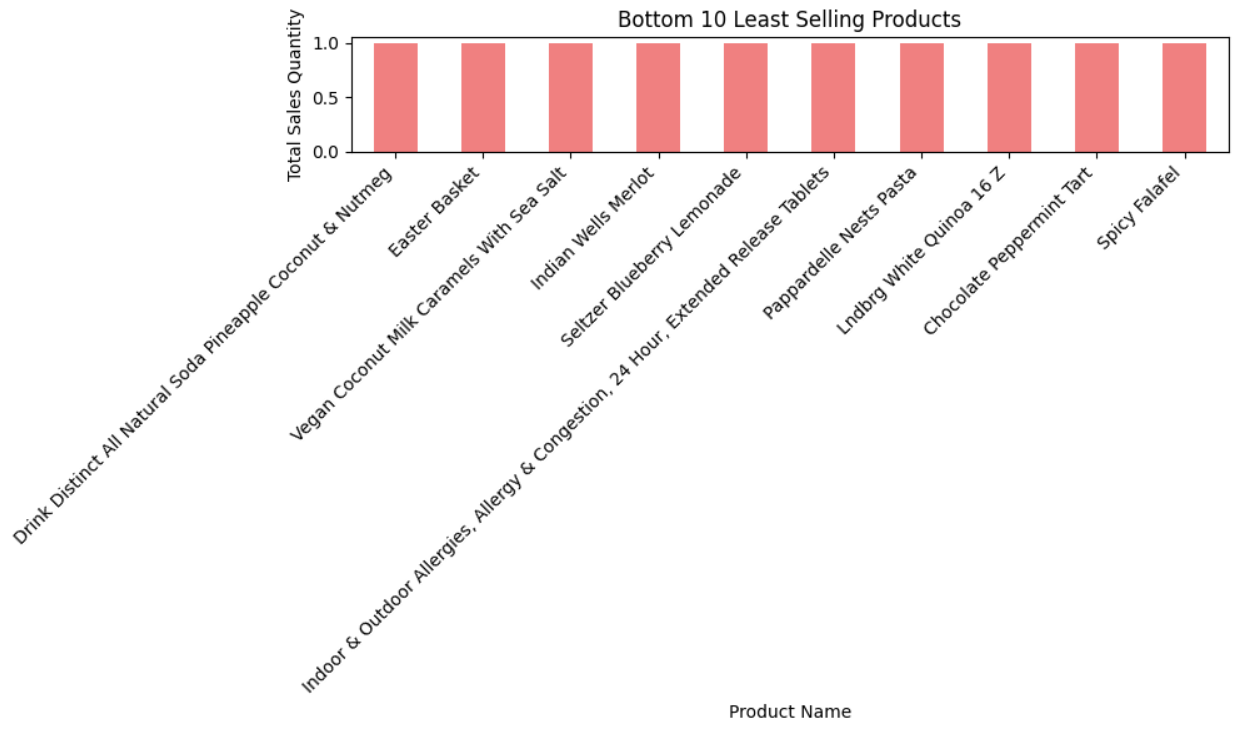 Bottom 10 Least Selling Products
Total Sales Quantity
1.0
0.5
0.0
Drink Distinct All Natural Soda Pineapple Coconut & Nutmeg
Easter Basket
Vegan Coconut Milk Caramels With Sea Salt
Indian Wells Merlot
Seltzer Blueberry Lemonade
Indoor & Outdoor Allergies, Allergy & Congestion, 24 Hour, Extended Release Tablets
Pappardelle Nests Pasta
Lndbrg White Quinoa 16 Z
Chocolate Peppermint Tart
Spicy Falafel
Product Name